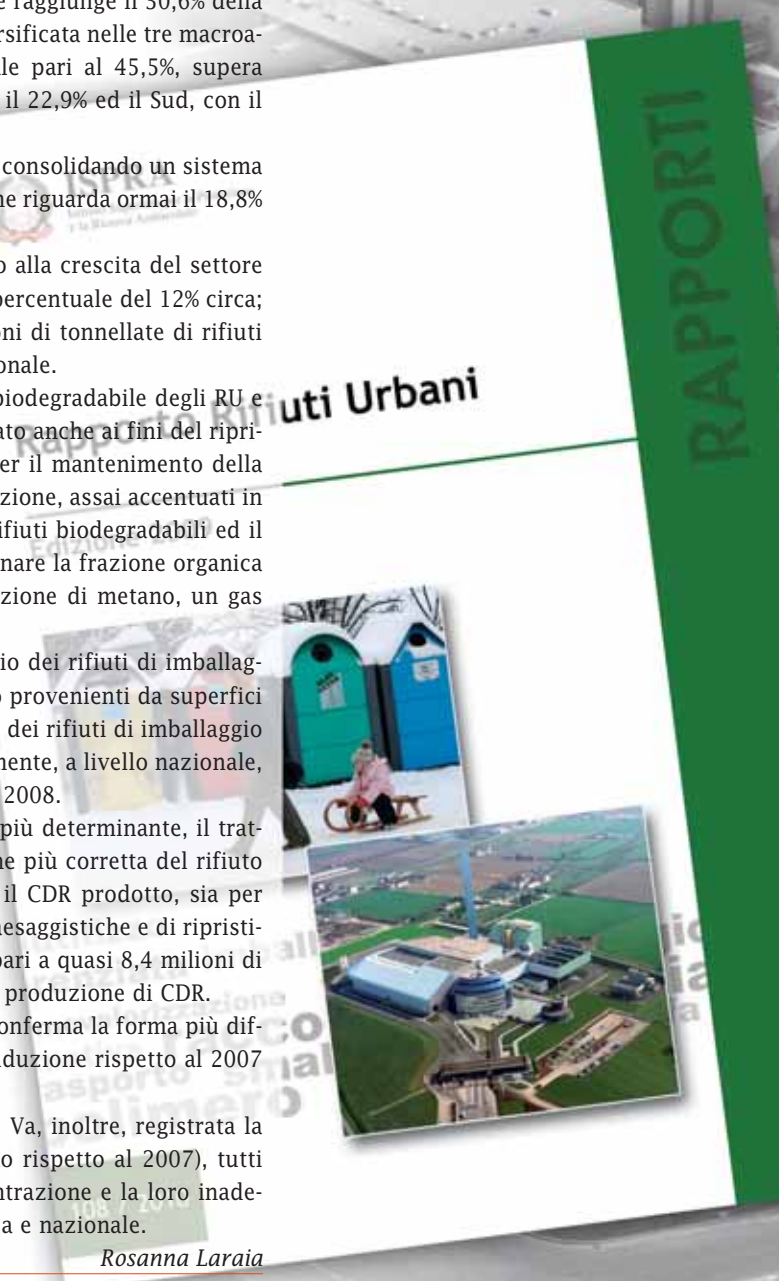 e raggiunge il 30,6% della
rsificata nelle tre macroa-
le pari al 45,5%, supera
il 22,9% ed il Sud, con il
consolidando un sistema
ne riguarda ormai il 18,8%
o alla crescita del settore
percentuale del 12% circa;
oni di tonnellate di rifiuti
onale.
biodegradabile degli RU e
ato anche ai fini del ripri-
er il mantenimento della
zione, assai accentuati in
ifiuti biodegradabili ed il
nare la frazione organica
zione di metano, un gas
io dei rifiuti di imballag-
o provenienti da superfici
dei rifiuti di imballaggio
mente, a livello nazionale,
2008.
più determinante, il trat-
ne più corretta del rifiuto
il CDR prodotto, sia per
aesaggistiche e di ripristi-
pari a quasi 8,4 milioni di
produzione di CDR.
onferma la forma più dif-
duzione rispetto al 2007
Va, inoltre, registrata la
o rispetto al 2007), tutti
ntrazione e la loro inade-
a e nazionale.
Rosanna Laraia
ISPRA
Rapporto Rifiuti Urbani
Edizione 2009
RAPPORTI
108 / 2010